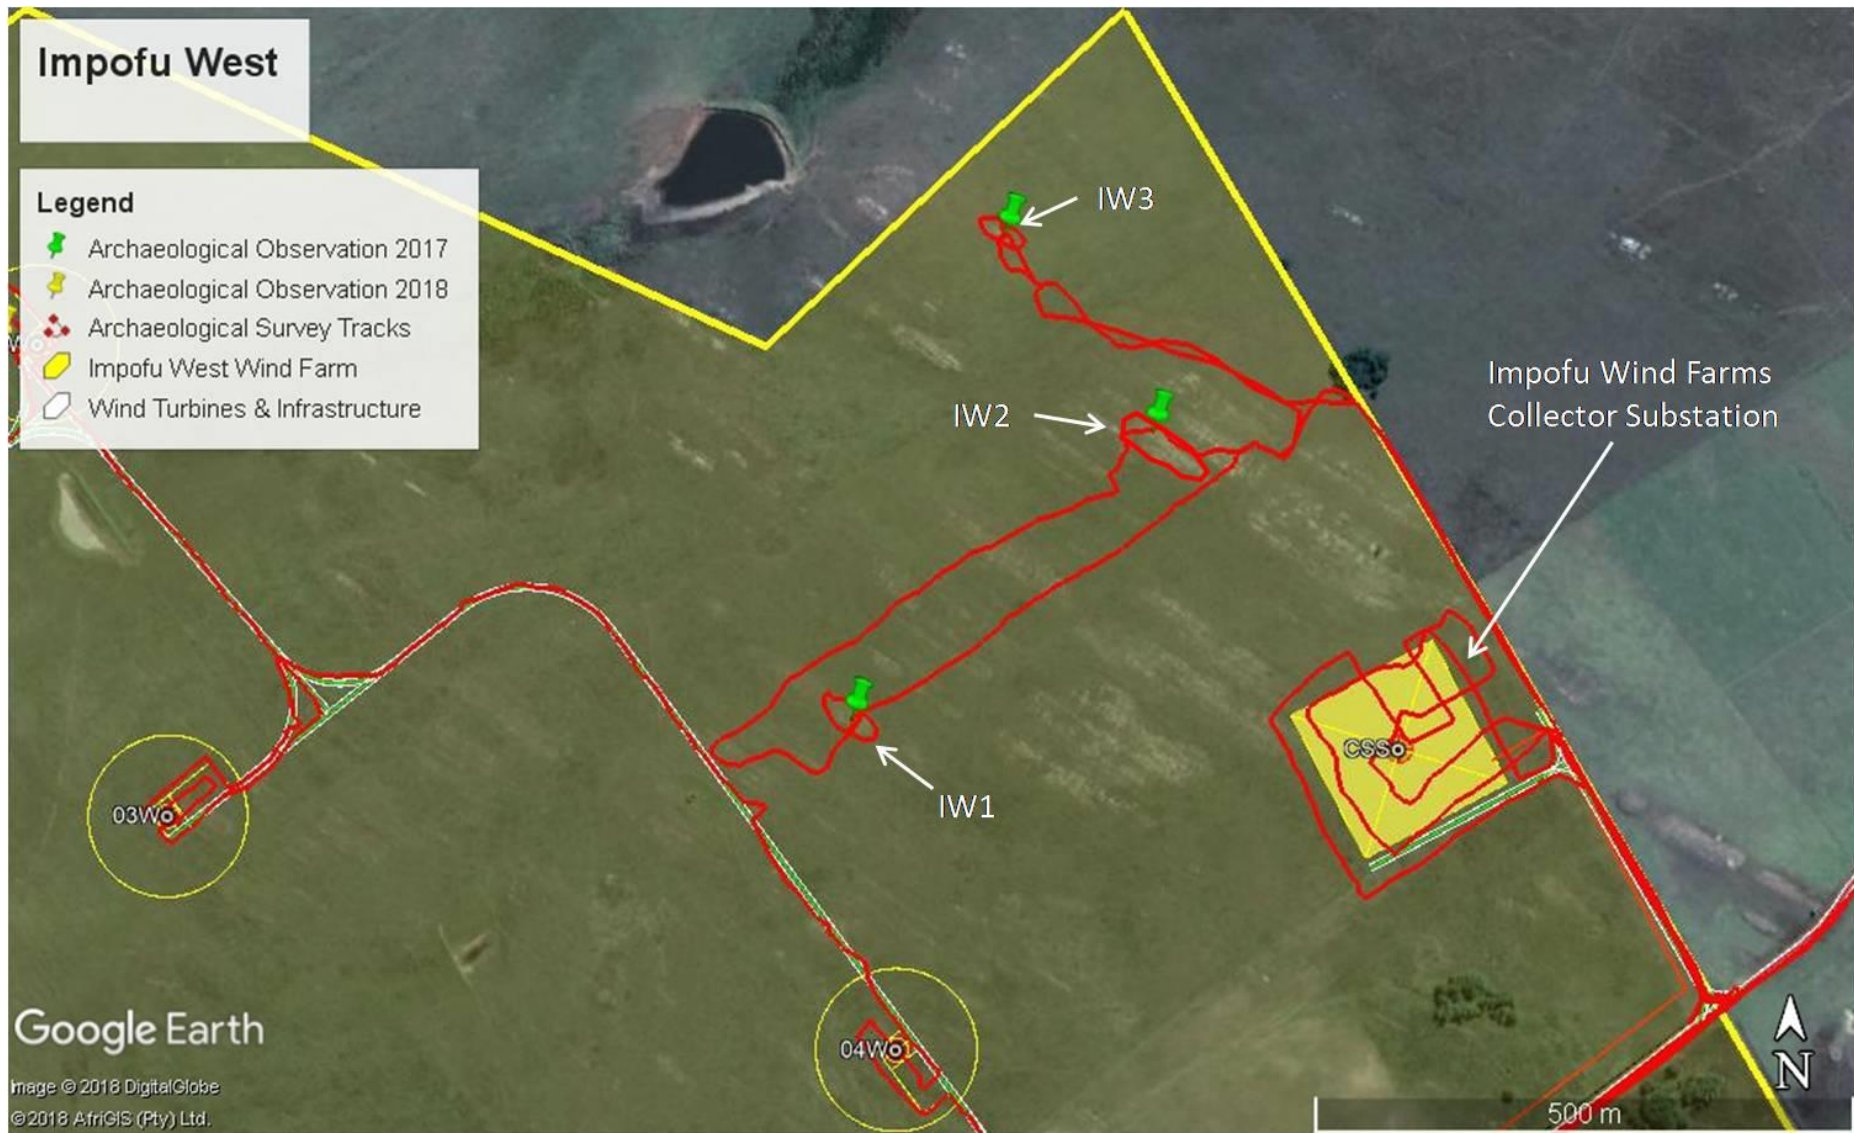 Impofu West
Legend
Archaeological Observation 2017
Archaeological Observation 2018
Archaeological Survey Tracks
Impofu West Wind Farm
Wind Turbines & Infrastructure
IW3
Impofu Wind Farms
Collector Substation
IW2
IW1
CSS
03W
04W
Google Earth
Image © 2018 DigitalGlobe
© 2018 AfriGIS (Pty) Ltd.
N
500 m